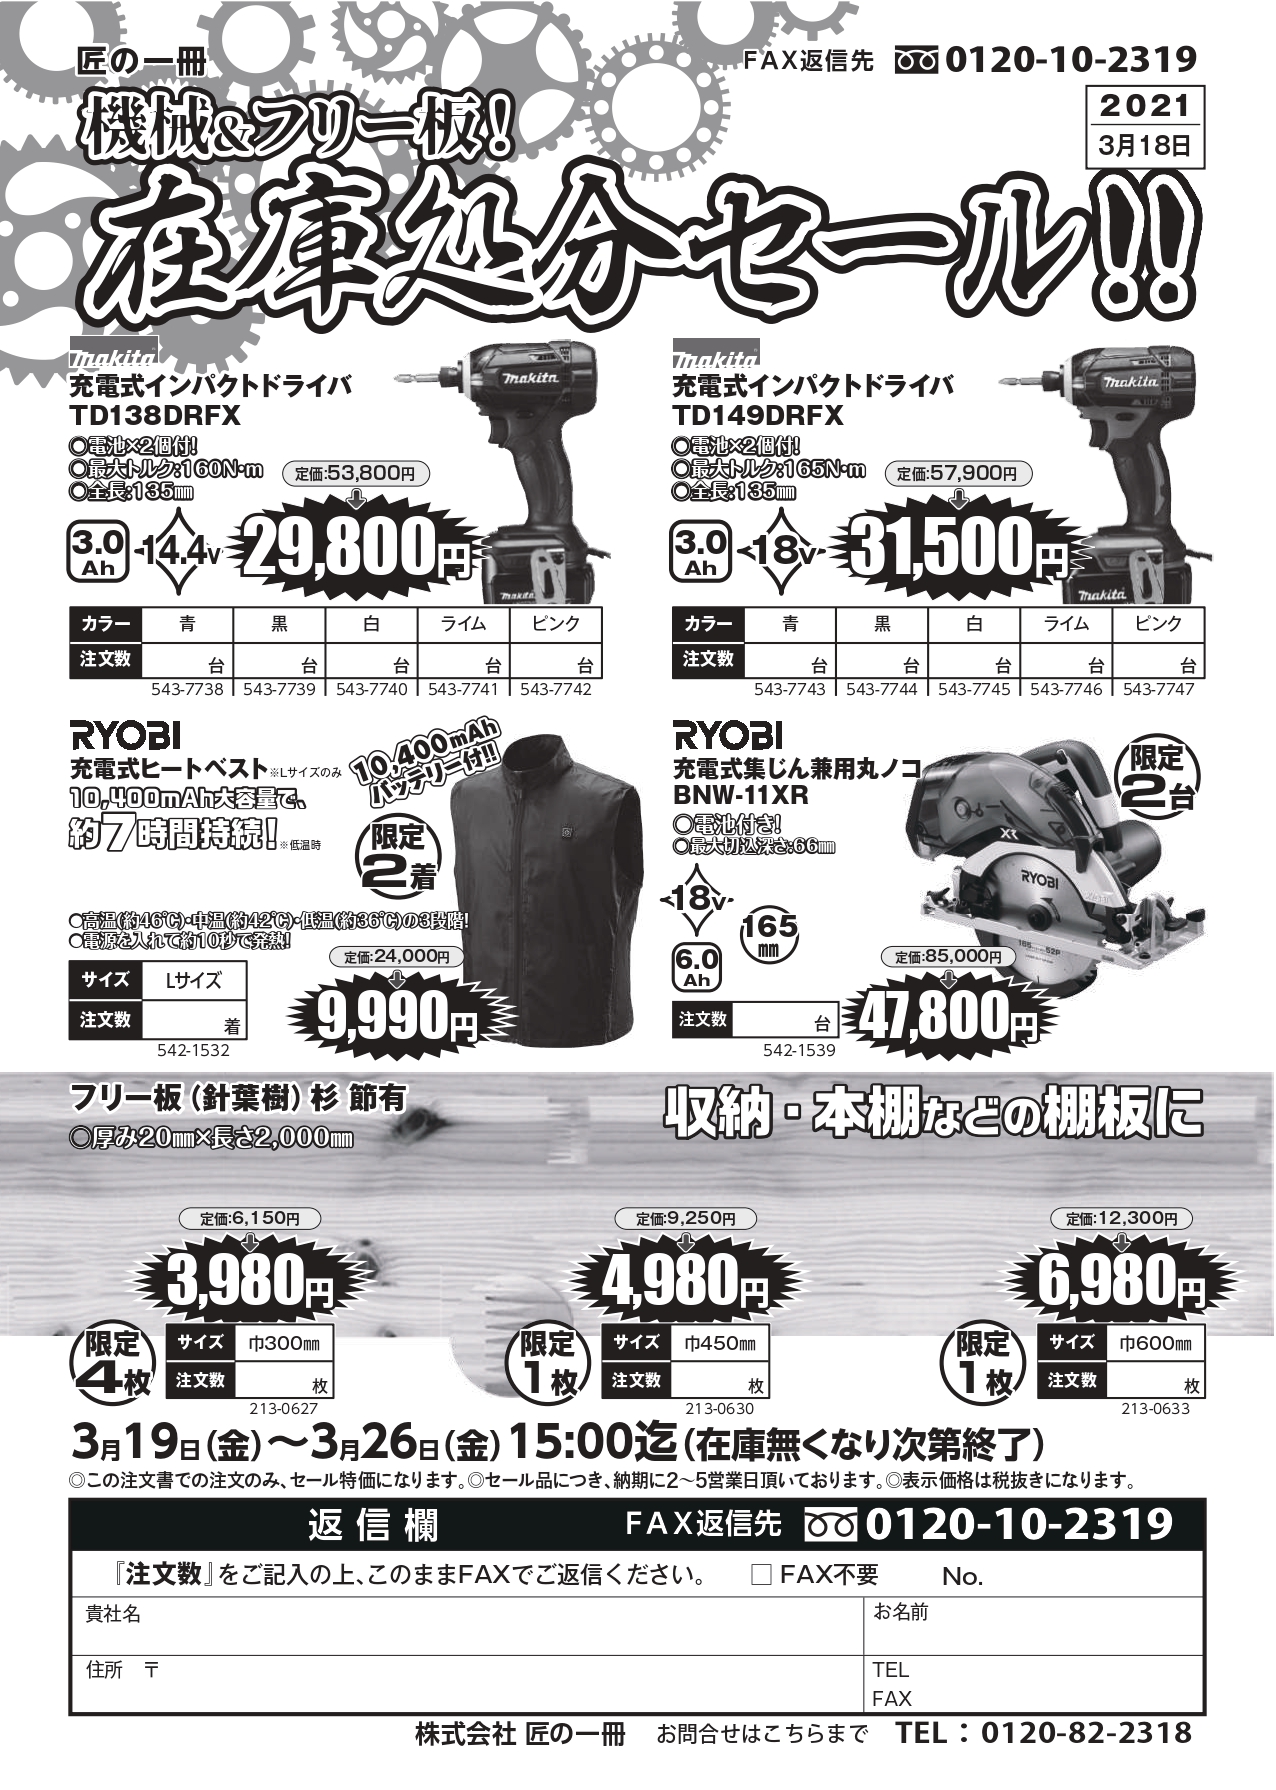 匠の一冊
FAX返信先 0120-10-2319
機械&フリー板!
2021
3月18日
在庫処分セール!!
makita
充電式インパクトドライバ
TD138DRFX
◎電池×2個付!
◎最大トルク:160N・m
◎全長:135㎜
定価:53,800円
3.0
Ah
14.4V
29,800円
makita
makita
カラー 青 黒 白 ライム ピンク
注文数 台 台 台 台 台
543-7738 543-7739 543-7740 543-7741 543-7742
makita
充電式インパクトドライバ
TD149DRFX
◎電池×2個付!
◎最大トルク:165N・m
◎全長:135㎜
定価:57,900円
3.0
Ah
18V
31,500円
makita
makita
カラー 青 黒 白 ライム ピンク
注文数 台 台 台 台 台
543-7743 543-7744 543-7745 543-7746 543-7747
RYOBI
充電式ヒートベスト※Lサイズのみ
10,400mAh
バッテリー付!!
10,400mAh大容量で、
約7時間持続!※低温時
限定
2着
●高温(約46℃)・中温(約42℃)・低温(約36℃)の3段階!
●電源を入れて約10秒で発熱!
定価:24,000円
9,990円
サイズ Lサイズ
注文数 着
542-1532
RYOBI
充電式集じん兼用丸ノコ
BNW-11XR
◎電池付き!
◎最大切込深さ:66㎜
限定
2台
18V
165
mm
6.0
Ah
XR
RYOBI
定価:85,000円
47,800円
注文数 台
542-1539
フリー板(針葉樹)杉 節有
◎厚み20㎜×長さ2,000㎜
収納・本棚などの棚板に
定価:6,150円
3,980円
限定
4枚
サイズ 巾300㎜
注文数 枚
213-0627
定価:9,250円
4,980円
限定
1枚
サイズ 巾450㎜
注文数 枚
213-0630
定価:12,300円
6,980円
限定
1枚
サイズ 巾600㎜
注文数 枚
213-0633
3月19日(金)〜3月26日(金)15:00迄(在庫無くなり次第終了)
◎この注文書での注文のみ、セール特価になります。◎セール品につき、納期に2〜5営業日頂いております。◎表示価格は税抜きになります。
返信欄 FAX返信先 0120-10-2319
『注文数』をご記入の上、このままFAXでご返信ください。 □ FAX不要 No.
貴社名 お名前
住所 〒 TEL
FAX
株式会社 匠の一冊 お問合せはこちらまで TEL:0120-82-2318